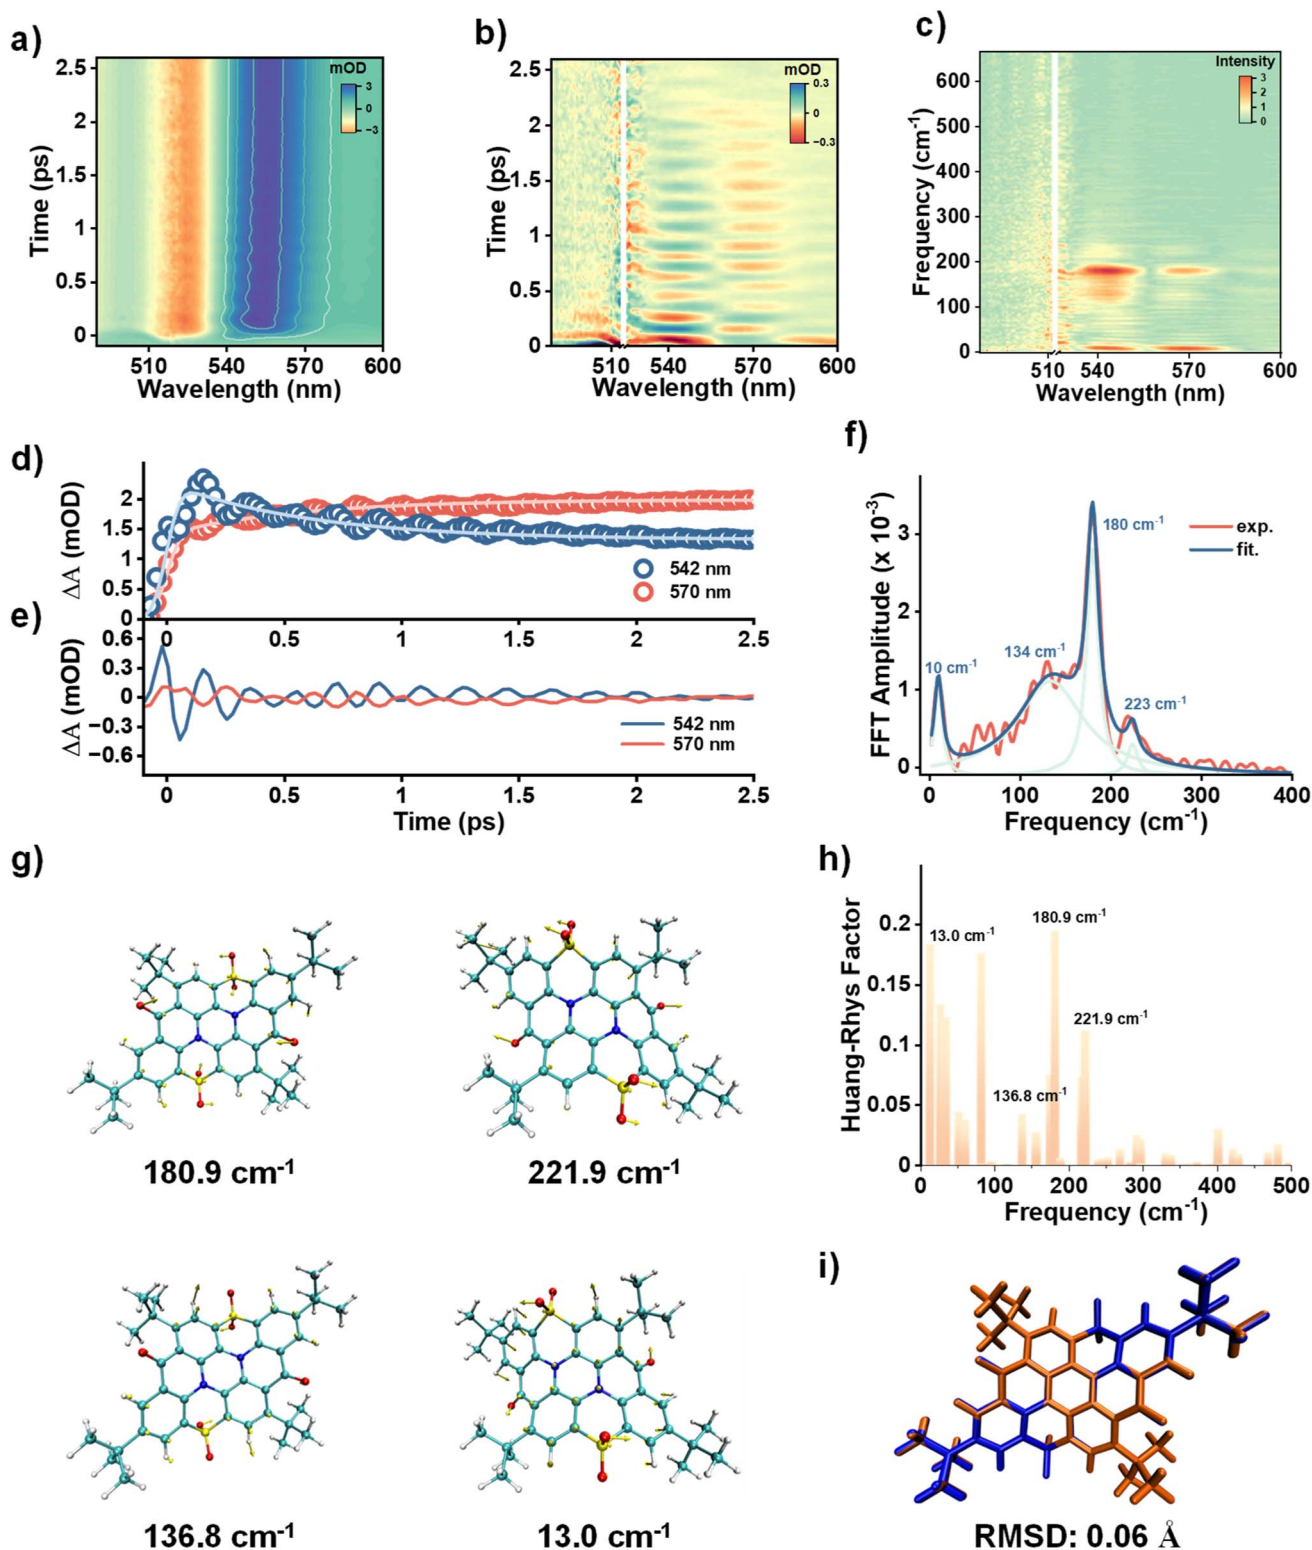 a)
b)
c)
mOD
3
0
−3
2.5
2
1.5
1
0.5
0
Time (ps)
510 540 570 600
Wavelength (nm)
mOD
0.3
0
−0.3
2.5
2
1.5
1
0.5
0
Time (ps)
510 540 570 600
Wavelength (nm)
Intensity
3
2
1
0
600
500
400
300
200
100
0
Frequency (cm-1)
510 540 570 600
Wavelength (nm)
d)
2
1.5
1
0.5
0
ΔA (mOD)
542 nm
570 nm
0 0.5 1 1.5 2 2.5
e)
0.6
0.3
0
−0.3
−0.6
ΔA (mOD)
542 nm
570 nm
0 0.5 1 1.5 2 2.5
Time (ps)
f)
FFT Amplitude (x 10-3)
3
2
1
0
180 cm-1
exp.
fit.
134 cm-1
10 cm-1
223 cm-1
0 100 200 300 400
Frequency (cm-1)
g)
180.9 cm-1
221.9 cm-1
136.8 cm-1
13.0 cm-1
h)
Huang-Rhys Factor
0.2
0.15
0.1
0.05
0
180.9 cm-1
13.0 cm-1
221.9 cm-1
136.8 cm-1
0 100 200 300 400 500
Frequency (cm-1)
i)
RMSD: 0.06 Å